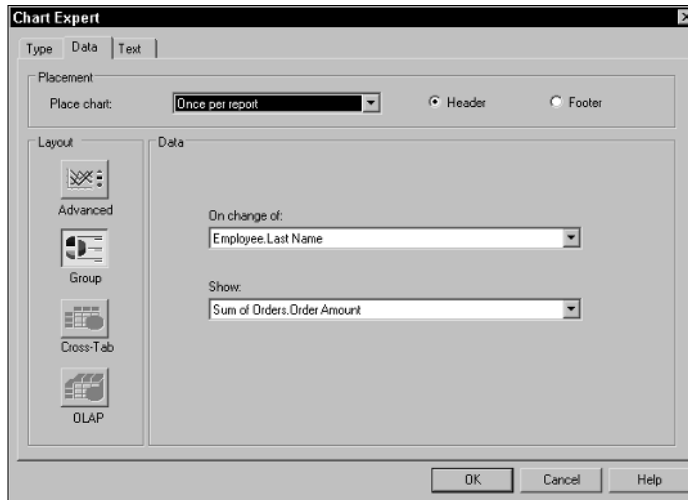 Chart Expert
Type Data Text
Placement
Place chart: Once per report Header Footer
Layout Data
Advanced
On change of:
Employee.Last Name
Group
Show:
Sum of Orders.Order Amount
Cross-Tab
OLAP
OK Cancel Help